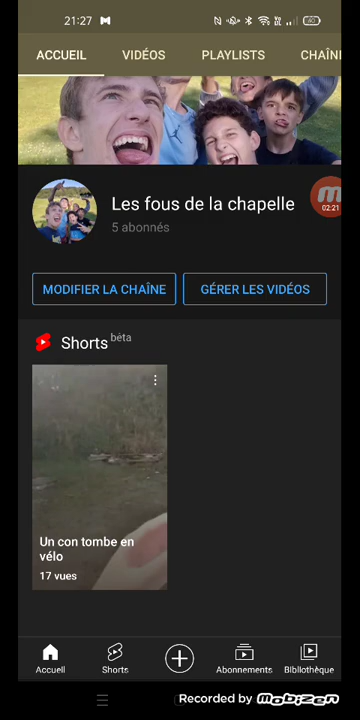 21:27
ACCUEIL VIDÉOS PLAYLISTS CHAÎN
Les fous de la chapelle
5 abonnés
02:21
MODIFIER LA CHAÎNE GÉRER LES VIDÉOS
Shorts bêta
Un con tombe en
vélo
17 vues
Accueil Shorts Abonnements Bibliothèque
Recorded by mobizen